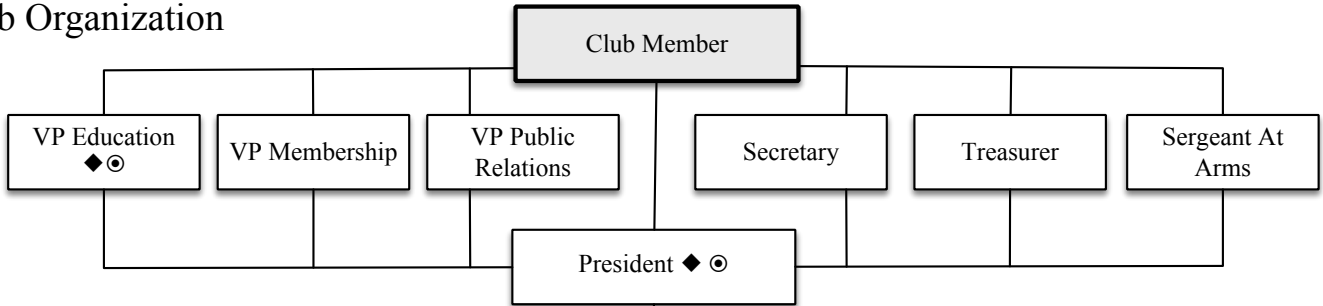 b Organization
Club Member
VP Education
◆◉
VP Membership
VP Public
Relations
Secretary
Treasurer
Sergeant At
Arms
President ◆ ◉